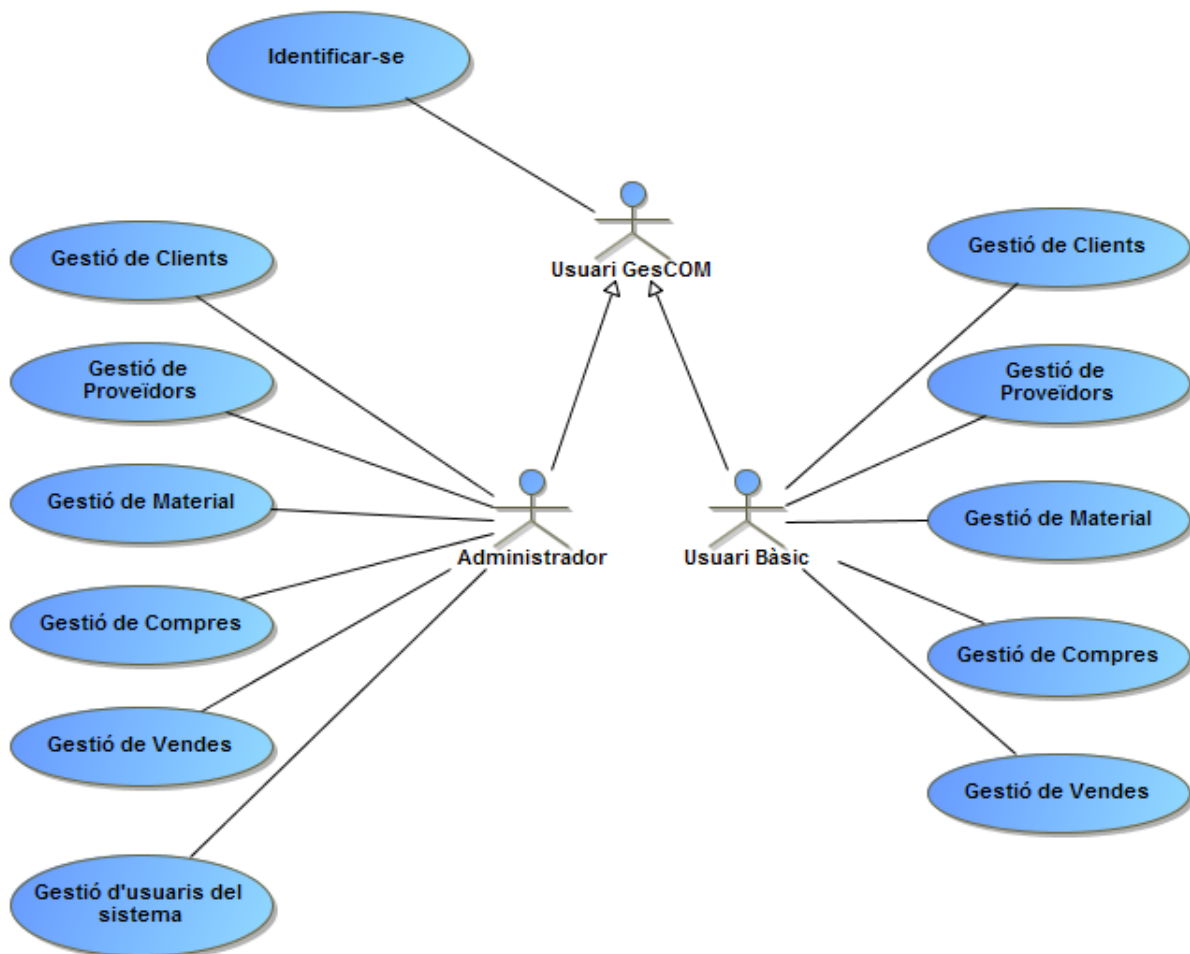 Identificar-se
Usuari GesCOM
Gestió de Clients
Gestió de
Proveïdors
Gestió de Material
Gestió de Compres
Gestió de Vendes
Gestió d'usuaris del
sistema
Administrador
Usuari Bàsic
Gestió de Clients
Gestió de
Proveïdors
Gestió de Material
Gestió de Compres
Gestió de Vendes